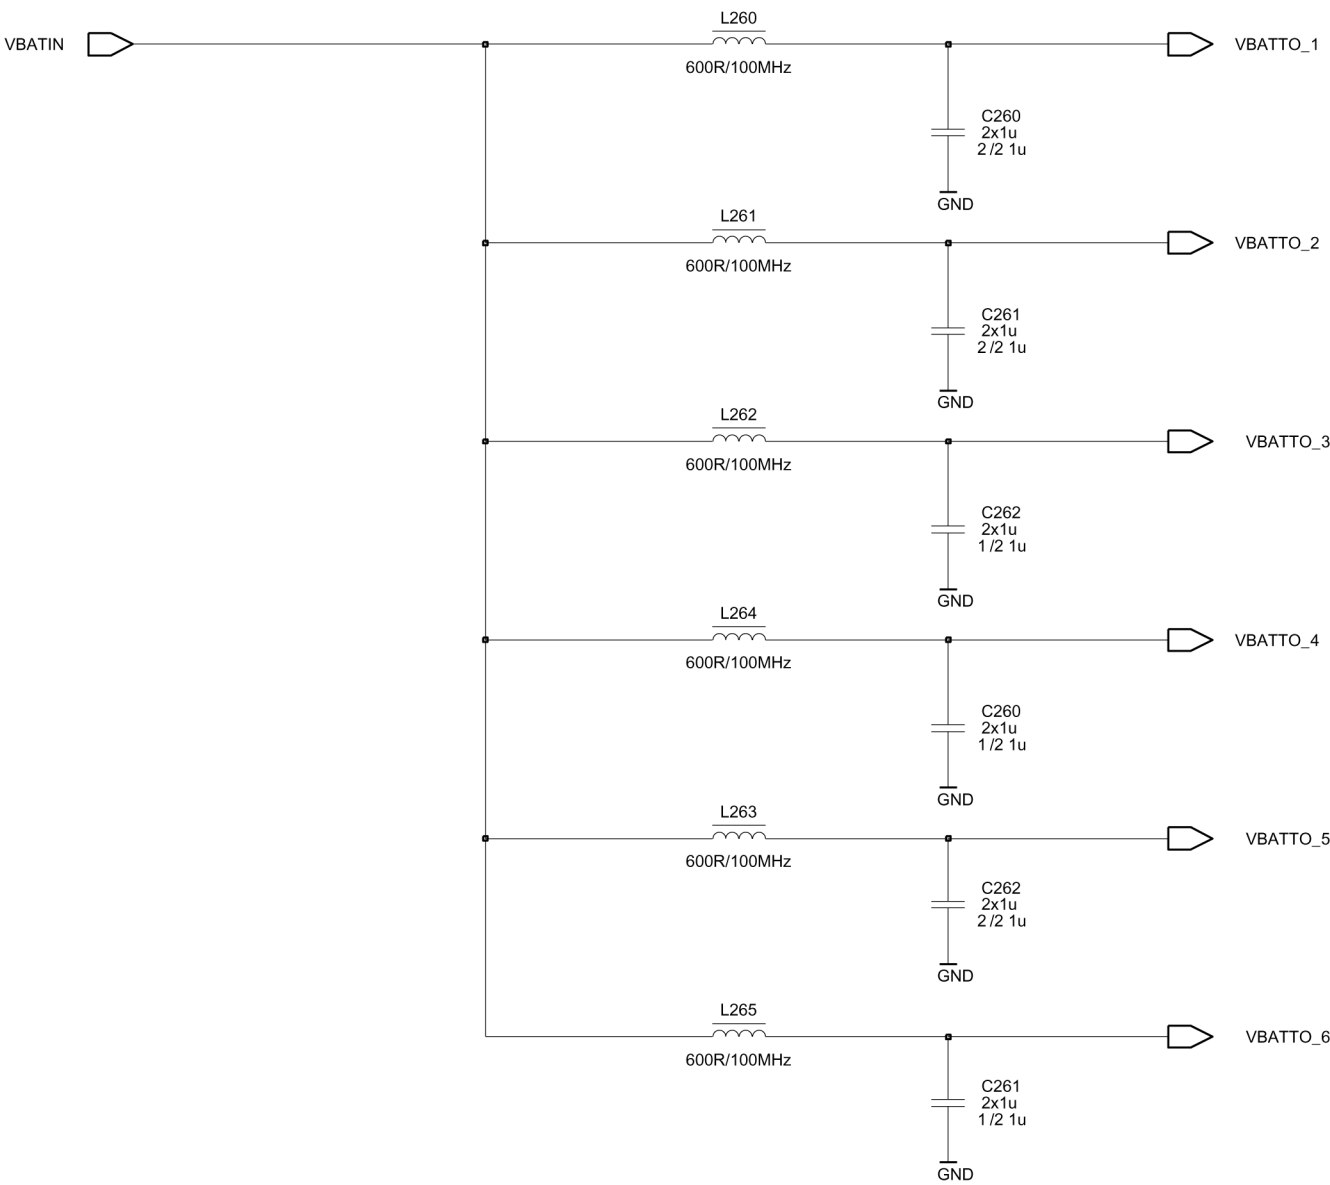 L260
VBATIN
VBATTO_1
600R/100MHz
C260
2x1u
2 /2 1u
GND
L261
VBATTO_2
600R/100MHz
C261
2x1u
2 /2 1u
GND
L262
VBATTO_3
600R/100MHz
C262
2x1u
1 /2 1u
GND
L264
VBATTO_4
600R/100MHz
C260
2x1u
1 /2 1u
GND
L263
VBATTO_5
600R/100MHz
C262
2x1u
2 /2 1u
GND
L265
VBATTO_6
600R/100MHz
C261
2x1u
1 /2 1u
GND